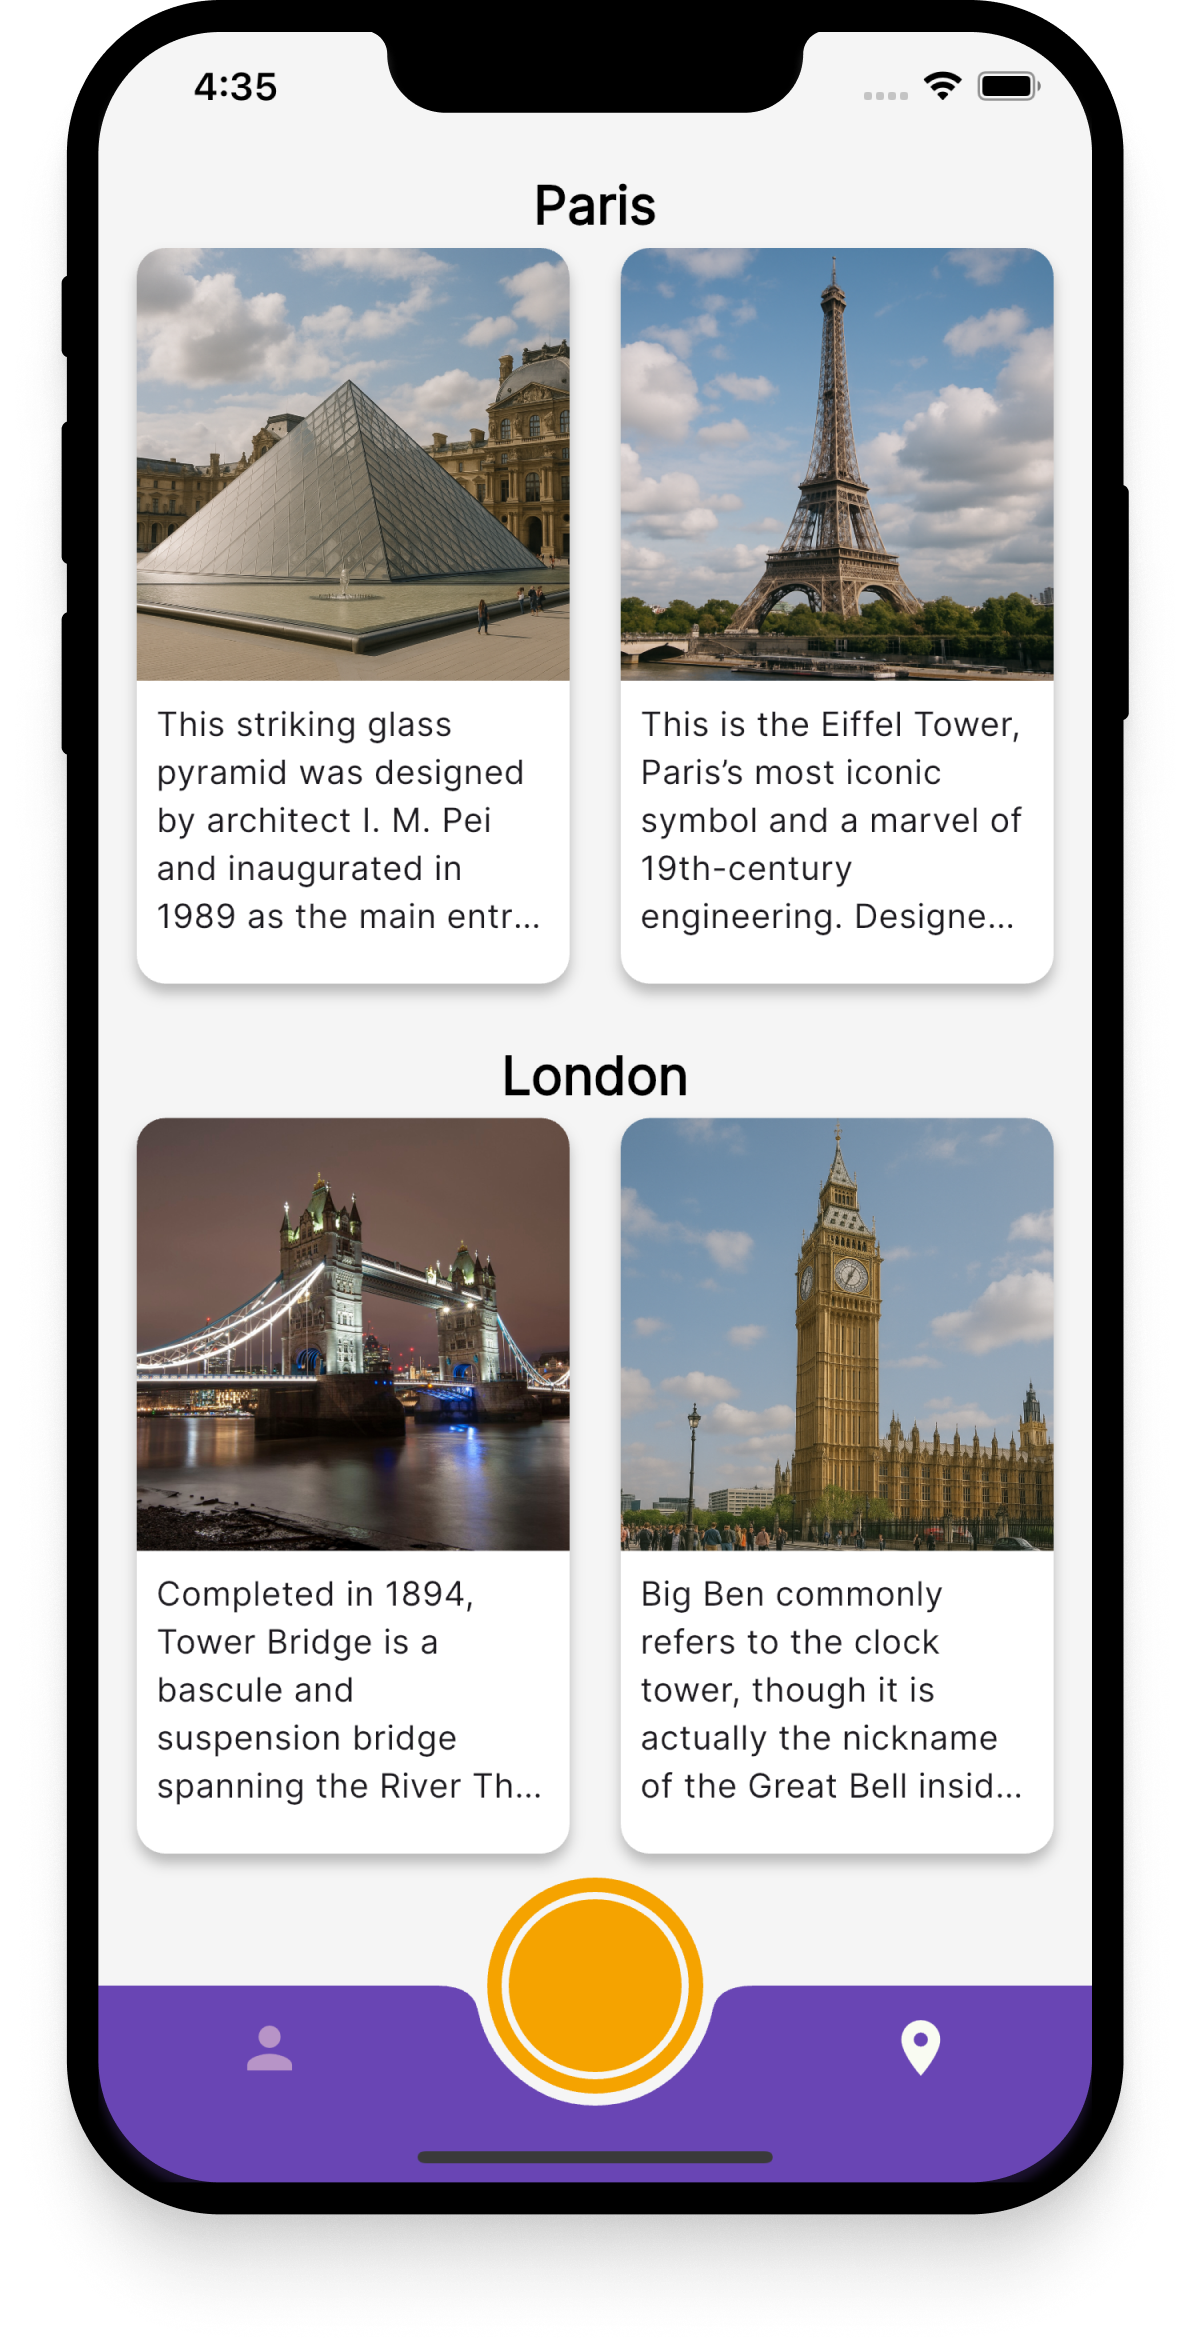 4:35
Paris
This striking glass
pyramid was designed
by architect I. M. Pei
and inaugurated in
1989 as the main entr...
This is the Eiffel Tower,
Paris’s most iconic
symbol and a marvel of
19th-century
engineering. Designe...
London
Completed in 1894,
Tower Bridge is a
bascule and
suspension bridge
spanning the River Th...
Big Ben commonly
refers to the clock
tower, though it is
actually the nickname
of the Great Bell insid...